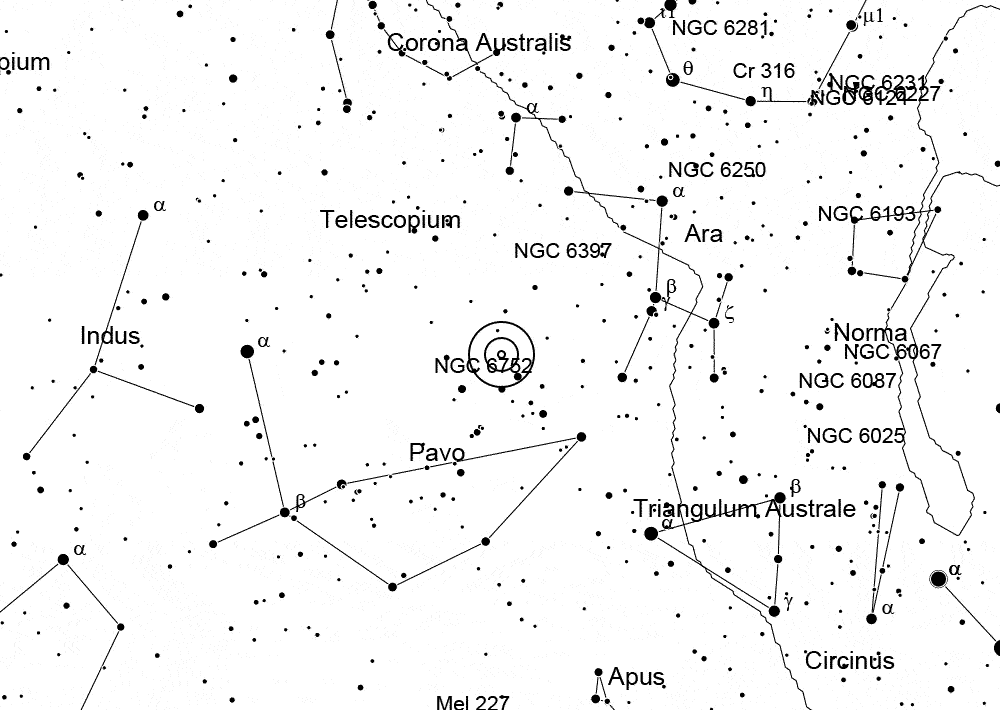 ι1
μ1
NGC 6281
Corona Australis
θ
Cr 316
pium
η
NGC 6231
NGC 6227
NGC 6124
α
NGC 6250
α
α
NGC 6193
Telescopium
Ara
NGC 6397
β
γ
ζ
Indus
α
Norma
NGC 6067
NGC 6752
NGC 6087
NGC 6025
Pavo
β
β
Triangulum Australe
α
α
α
γ
α
Circinus
Apus
Mel 227